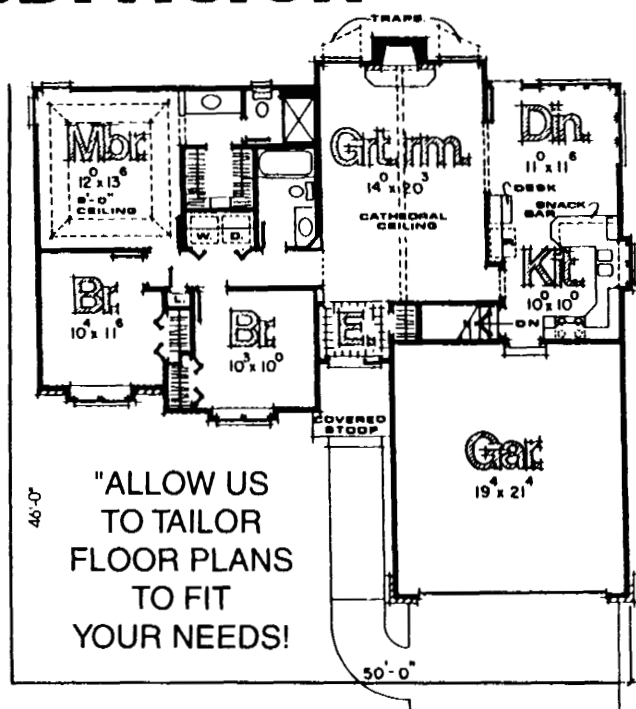 TRAPS.
Mbr.
12⁰ x 13⁶
9'-0"
CEILING
Grt. rm.
14⁰ x 20³
CATHEDRAL
CEILING
Din.
11⁰ x 11⁶
DESK
SNACK
BAR
W. D.
Kit.
10⁰ x 10⁰
DN
Br.
10⁴ x 11⁶
L.
Br.
10³ x 10⁰
E.
COVERED
STOOP
Gar.
19⁴ x 21⁴
46'-0"
"ALLOW US
TO TAILOR
FLOOR PLANS
TO FIT
YOUR NEEDS!
50'-0"